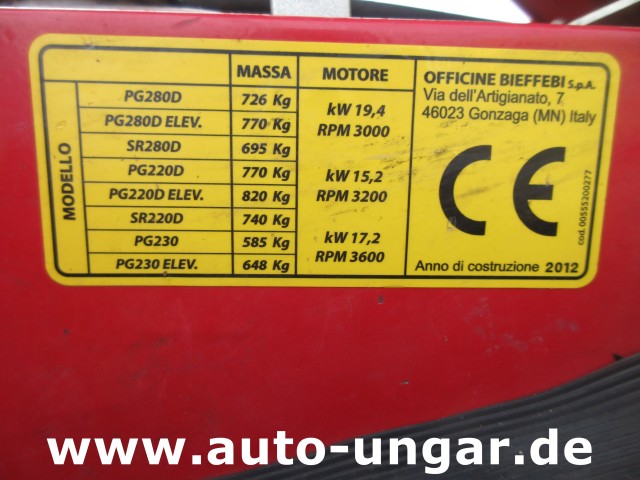 MASSA MOTORE
MODELLO
PG280D 726 Kg
PG280D ELEV. 770 Kg
SR280D 695 Kg
kW 19,4
RPM 3000
PG220D 770 Kg
PG220D ELEV. 820 Kg
SR220D 740 Kg
kW 15,2
RPM 3200
PG230 585 Kg
PG230 ELEV. 648 Kg
kW 17,2
RPM 3600
OFFICINE BIEFFEBI S.p.A.
Via dell'Artigianato, 7
46023 Gonzaga (MN) Italy
CE
cod. 00555200277
Anno di costruzione 2012
www.auto-ungar.de